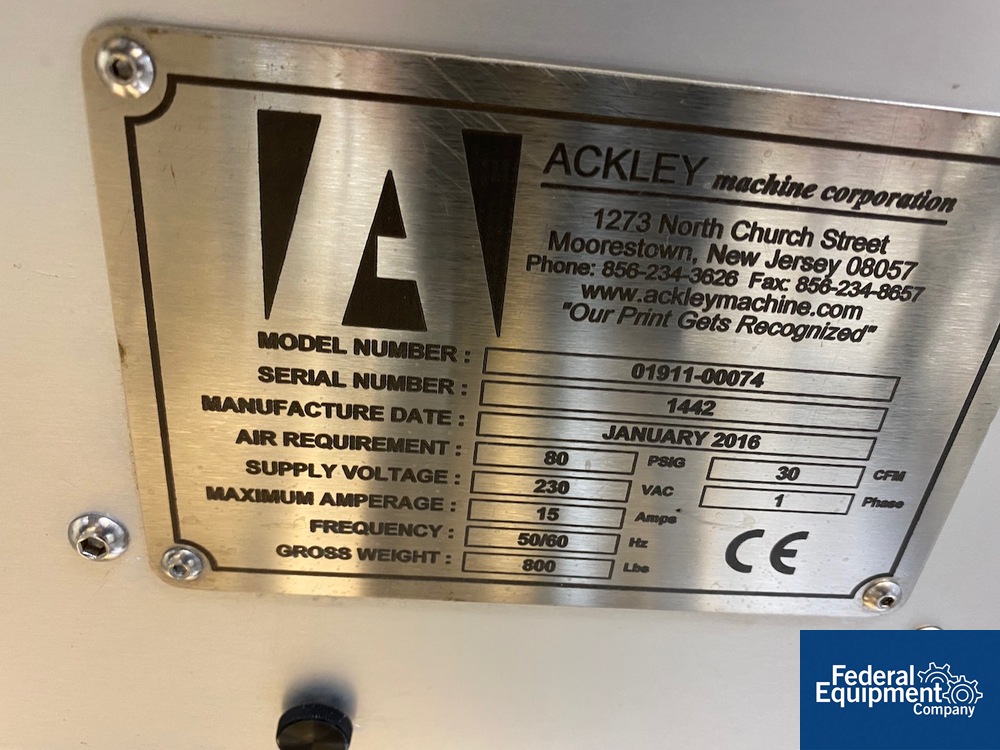 ACKLEY machine corporation
1273 North Church Street
Moorestown, New Jersey 08057
Phone: 856-234-3626 Fax: 856-234-8657
www.ackleymachine.com
"Our Print Gets Recognized"
MODEL NUMBER : 01911-00074
SERIAL NUMBER : 1442
MANUFACTURE DATE : JANUARY 2016
AIR REQUIREMENT : 80 PSIG 30 CFM
SUPPLY VOLTAGE : 230 VAC 1 Phase
MAXIMUM AMPERAGE : 15 Amps
FREQUENCY : 50/60 Hz
GROSS WEIGHT : 800 Lbs
CE
Federal
Equipment
Company